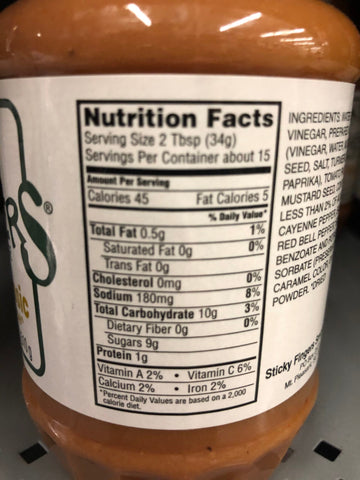 Nutrition Facts
Serving Size 2 Tbsp (34g)
Servings Per Container about 15
Amount Per Serving
Calories 45 Fat Calories 5
% Daily Value*
Total Fat 0.5g 1%
Saturated Fat 0g 0%
Trans Fat 0g
Cholesterol 0mg 0%
Sodium 180mg 8%
Total Carbohydrate 10g 3%
Dietary Fiber 0g 0%
Sugars 9g
Protein 1g
Vitamin A 2% • Vitamin C 6%
Calcium 2% • Iron 2%
*Percent Daily Values are based on a 2,000
calorie diet.
INGREDIENTS:
VINEGAR,
(VINEGAR, WATER,
SEED, SALT,
PAPRIKA),
MUSTARD SEED,
LESS THAN 2% OF
CAYENNE
RED BELL
BENZOATE AND
SORBATE
CARAMEL COLOR
POWDER.
Sticky Fingers
S®